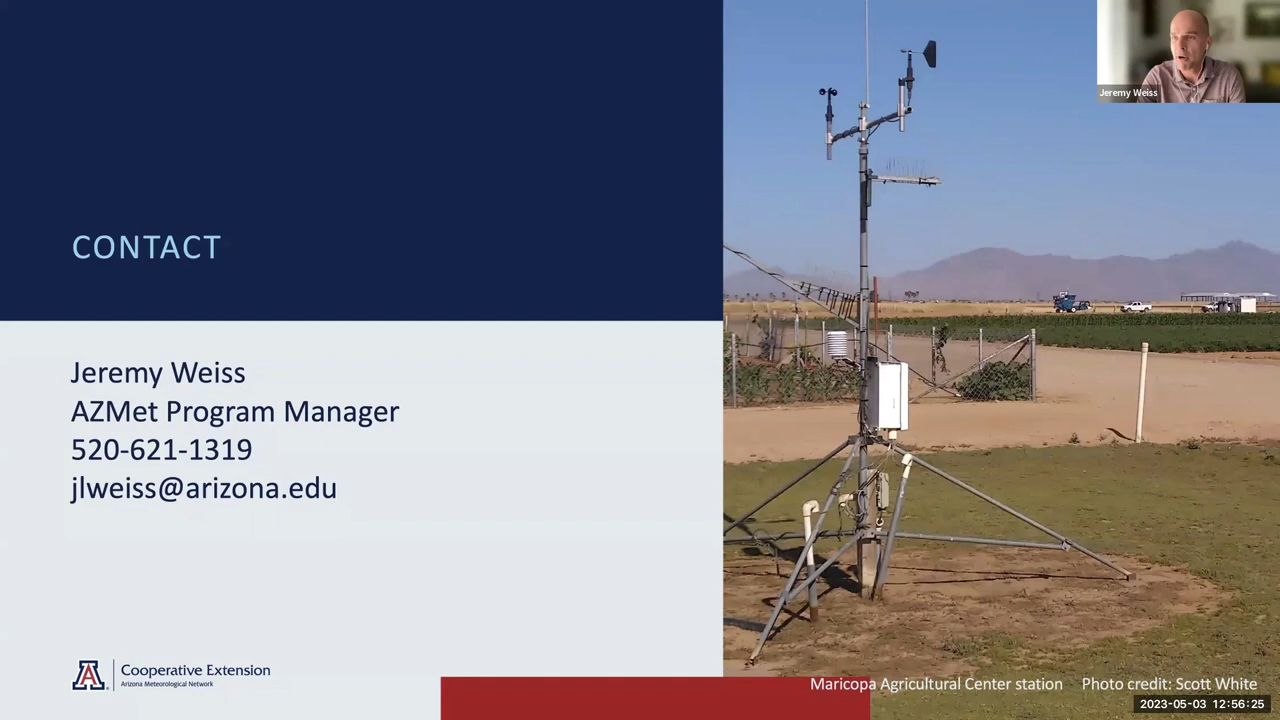 Jeremy Weiss
CONTACT
Jeremy Weiss
AZMet Program Manager
520-621-1319
jlweiss@arizona.edu
A
Cooperative Extension
Arizona Meteorological Network
Maricopa Agricultural Center station Photo credit: Scott White
2023-05-03 12:56:25